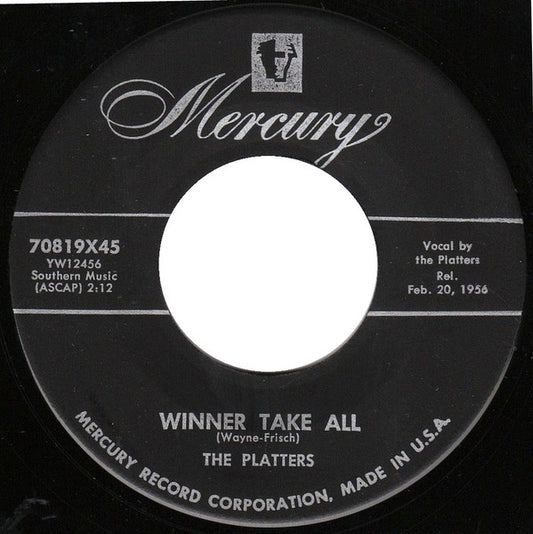 Mercury
70819X45
YW12456
Southern Music
(ASCAP) 2:12
Vocal by
the Platters
Rel.
Feb. 20, 1956
WINNER TAKE ALL
(Wayne-Frisch)
THE PLATTERS
MERCURY RECORD CORPORATION, MADE IN U.S.A.